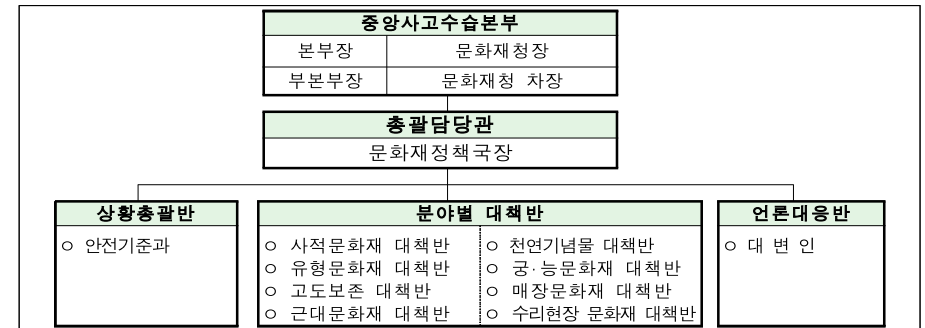 중앙사고수습본부
본부장 문화재청장
부본부장 문화재청 차장
총괄담당관
문화재정책국장
상황총괄반
ㅇ 안전기준과
분야별 대책반
ㅇ 사적문화재 대책반
ㅇ 유형문화재 대책반
ㅇ 고도보존 대책반
ㅇ 근대문화재 대책반
ㅇ 천연기념물 대책반
ㅇ 궁·능문화재 대책반
ㅇ 매장문화재 대책반
ㅇ 수리현장 문화재 대책반
언론대응반
ㅇ 대 변 인